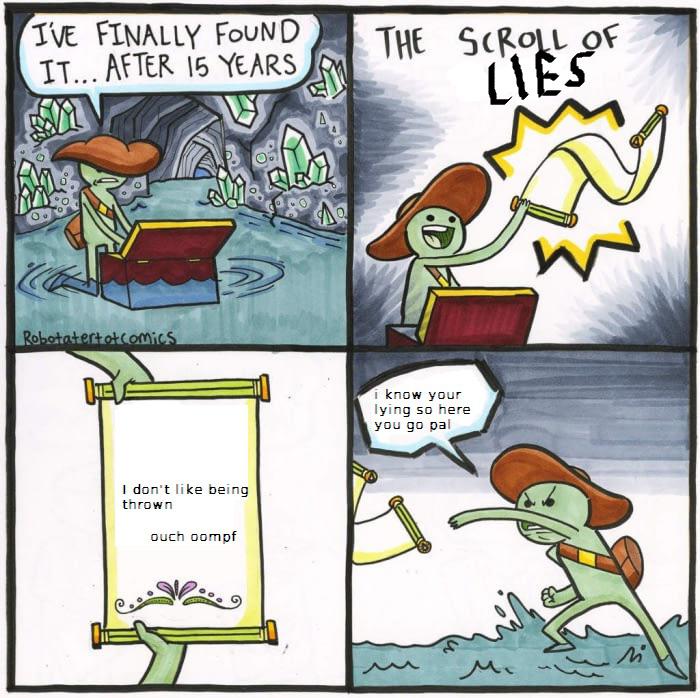 I'VE FINALLY FOUND
IT... AFTER 15 YEARS
Robotatertotcomics
THE SCROLL OF
LIES
I don't like being
thrown
ouch oompf
i know your
lying so here
you go pal